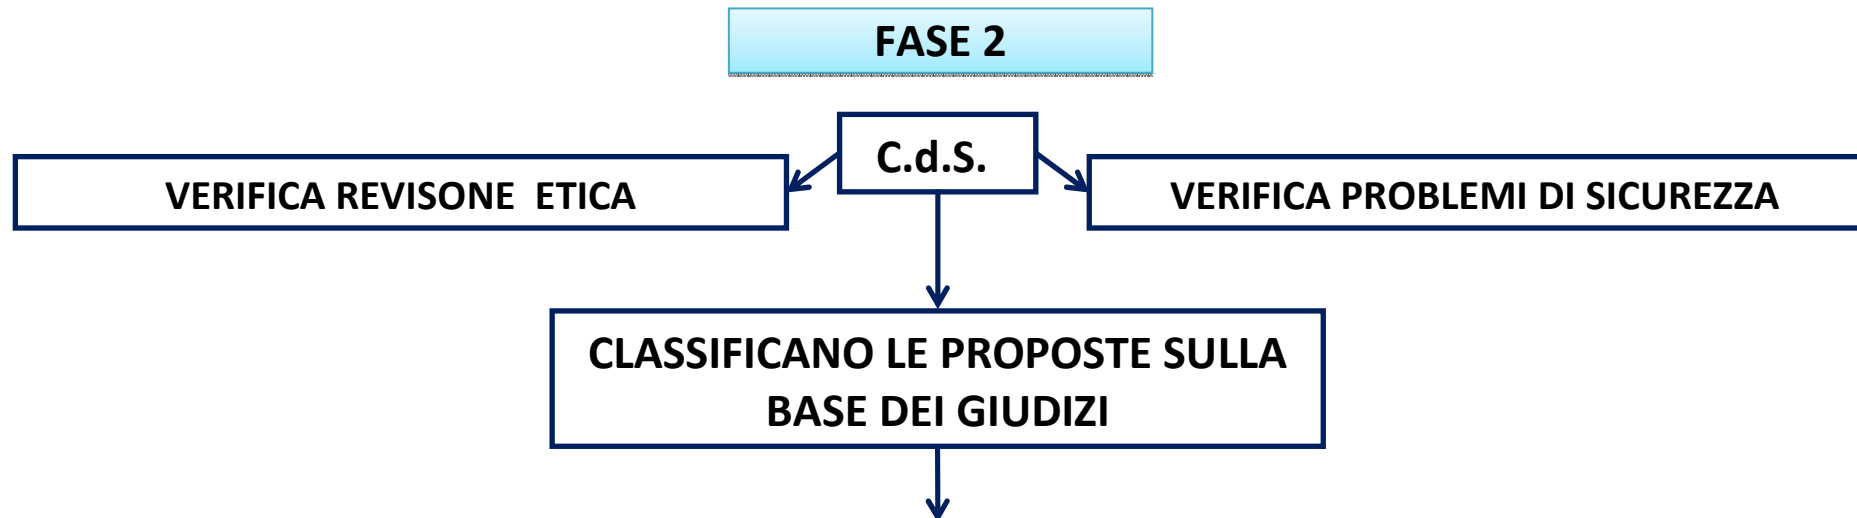 FASE 2
C.d.S.
VERIFICA REVISONE ETICA
VERIFICA PROBLEMI DI SICUREZZA
CLASSIFICANO LE PROPOSTE SULLA
BASE DEI GIUDIZI